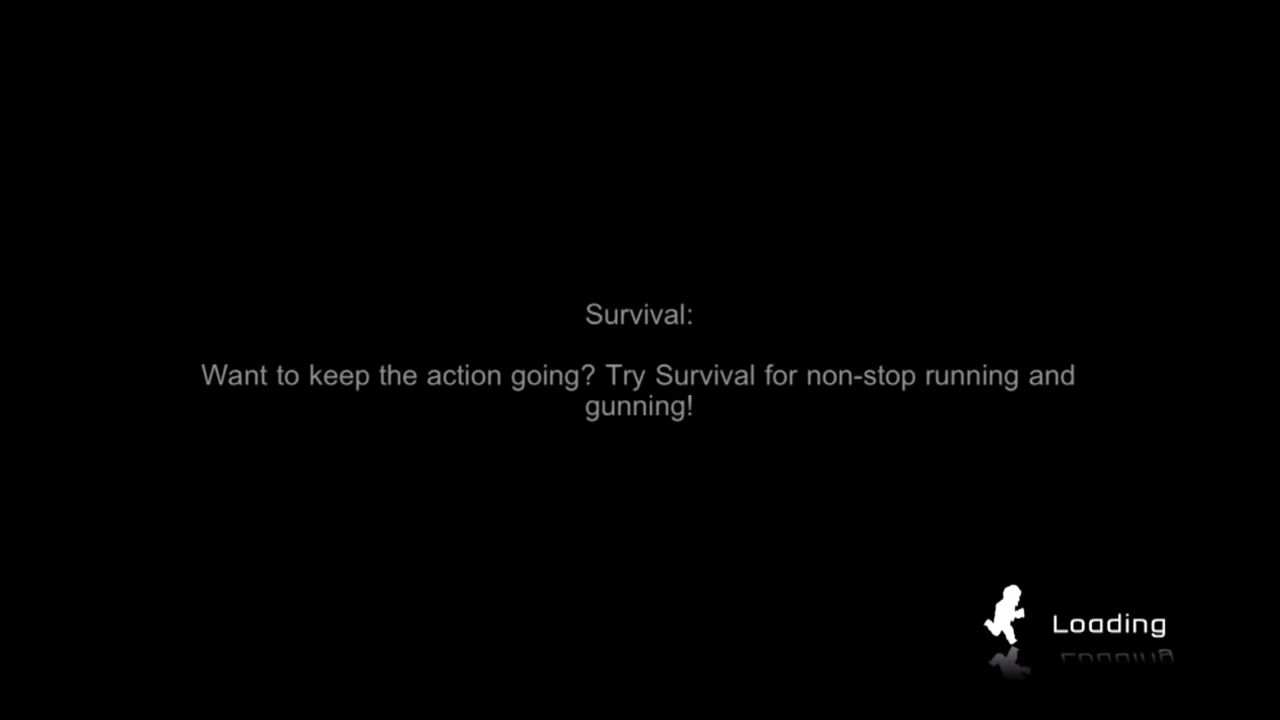 Survival:
Want to keep the action going? Try Survival for non-stop running and
gunning!
Loading